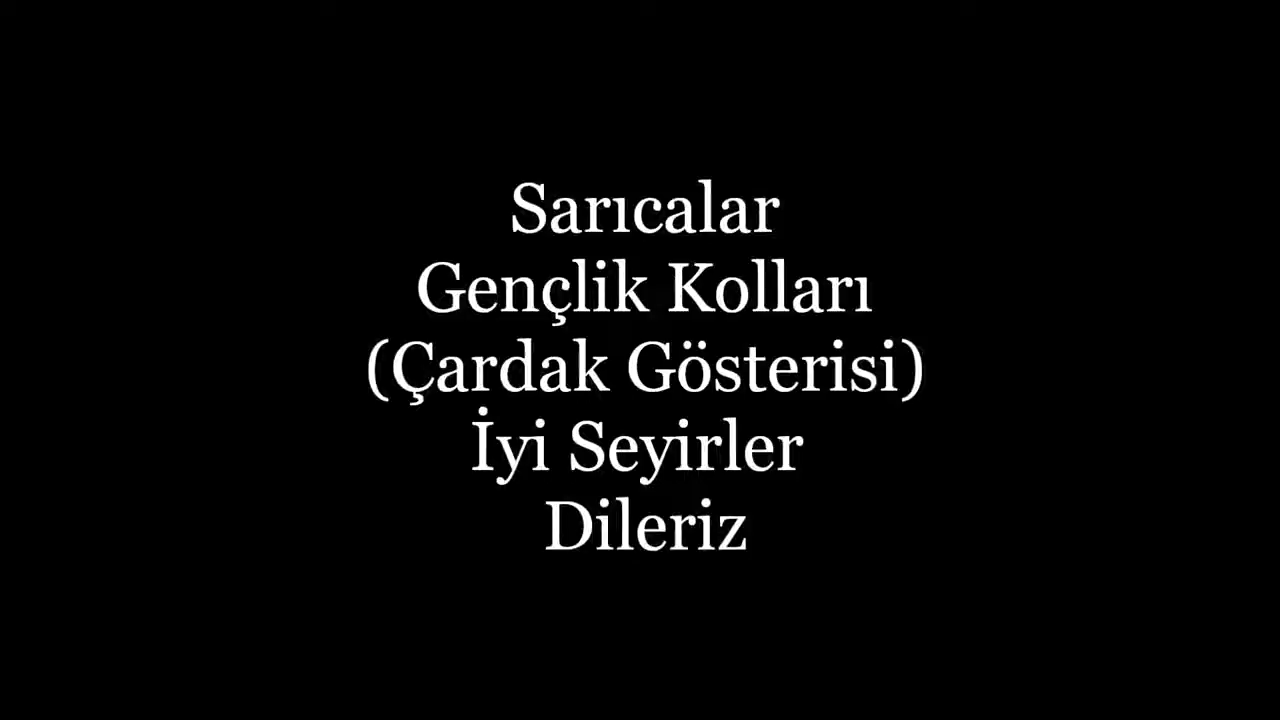 Sarıcalar
Gençlik Kolları
(Çardak Gösterisi)
İyi Seyirler
Dileriz